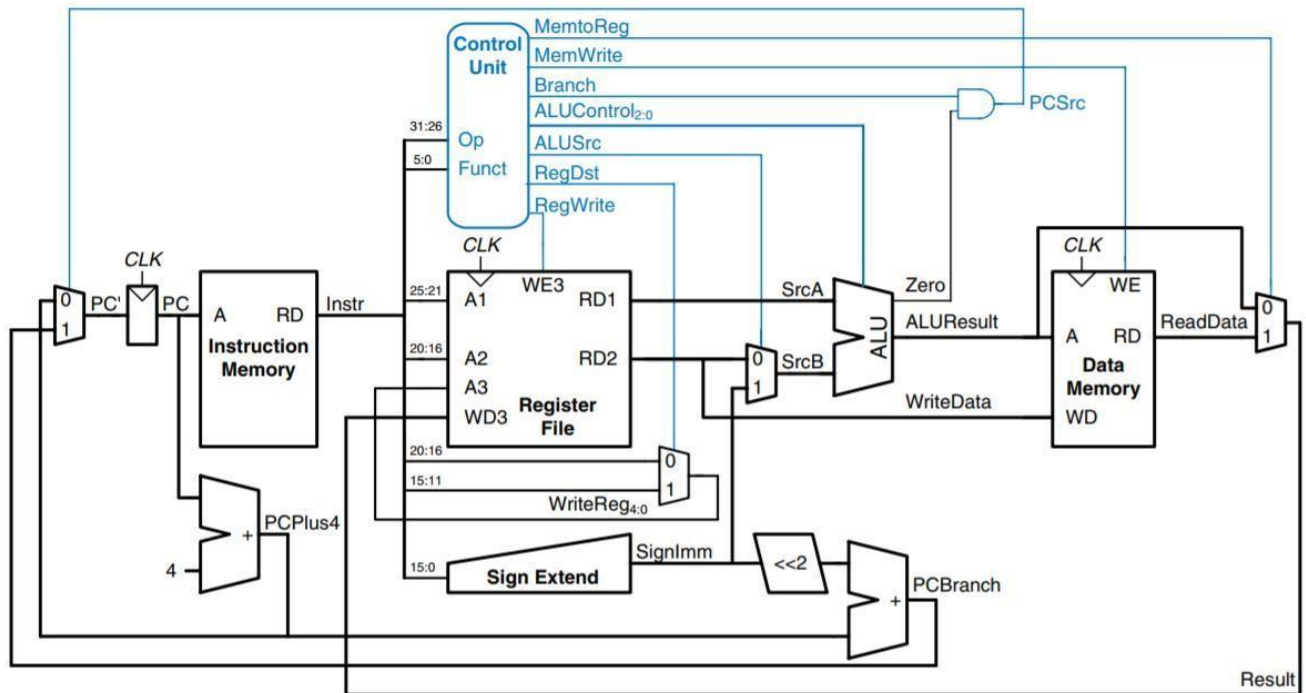 MemtoReg
Control
Unit
MemWrite
Branch
ALUControl2:0
PCSrc
31:26
Op
ALUSrc
5:0
Funct
RegDst
RegWrite
CLK
CLK
CLK
WE3
WE
0
PC'
PC
A
RD
Instr
25:21
A1
RD1
SrcA
Zero
0
1
Instruction
Memory
ALU
ALUResult
A
RD
ReadData
1
20:16
A2
RD2
0
SrcB
Data
Memory
A3
1
WD3
Register
File
WriteData
WD
20:16
0
15:11
1
WriteReg4:0
PCPlus4
+
4
SignImm
15:0
Sign Extend
<<2
PCBranch
+
Result